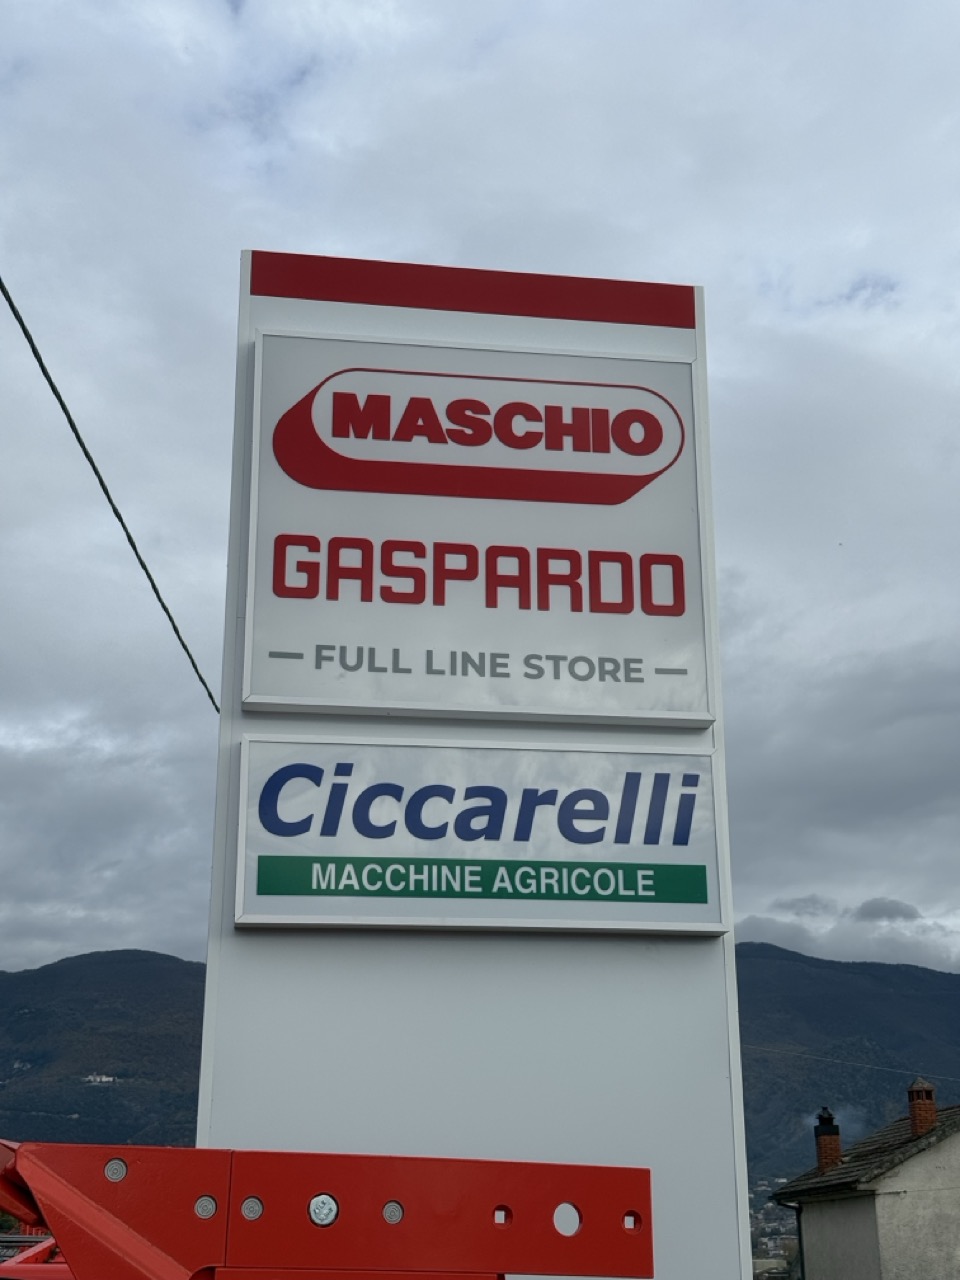 MASCHIO
GASPARDO
— FULL LINE STORE —
Ciccarelli
MACCHINE AGRICOLE